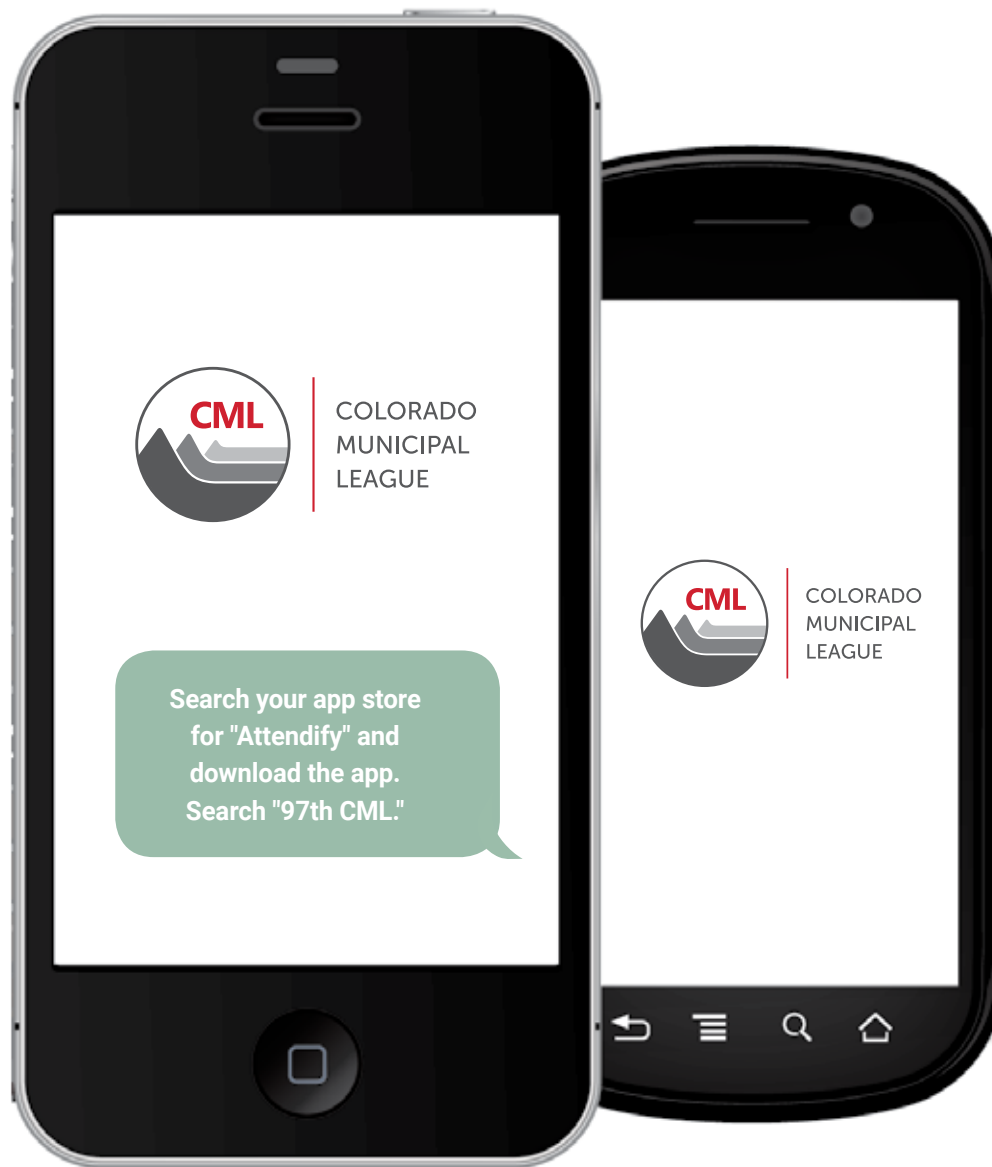 CML
COLORADO
MUNICIPAL
LEAGUE
Search your app store
for "Attendify" and
download the app.
Search "97th CML."
CML
COLORADO
MUNICIPAL
LEAGUE